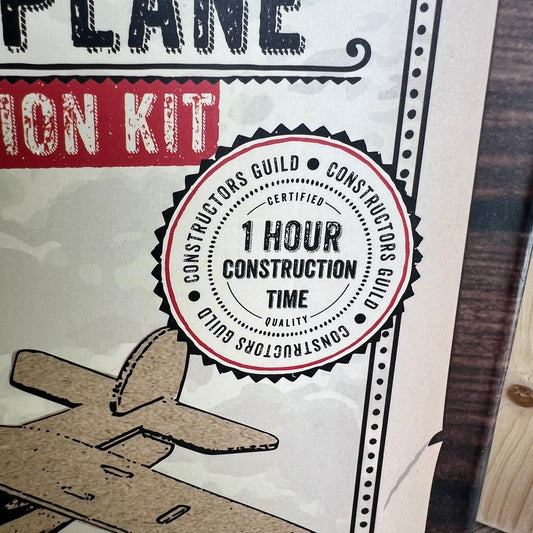 PLANE
ION KIT
CONSTRUCTORS GUILD • CONSTRUCTORS GUILD • CONSTRUCTORS GUILD •
CERTIFIED
1 HOUR
CONSTRUCTION
TIME
QUALITY